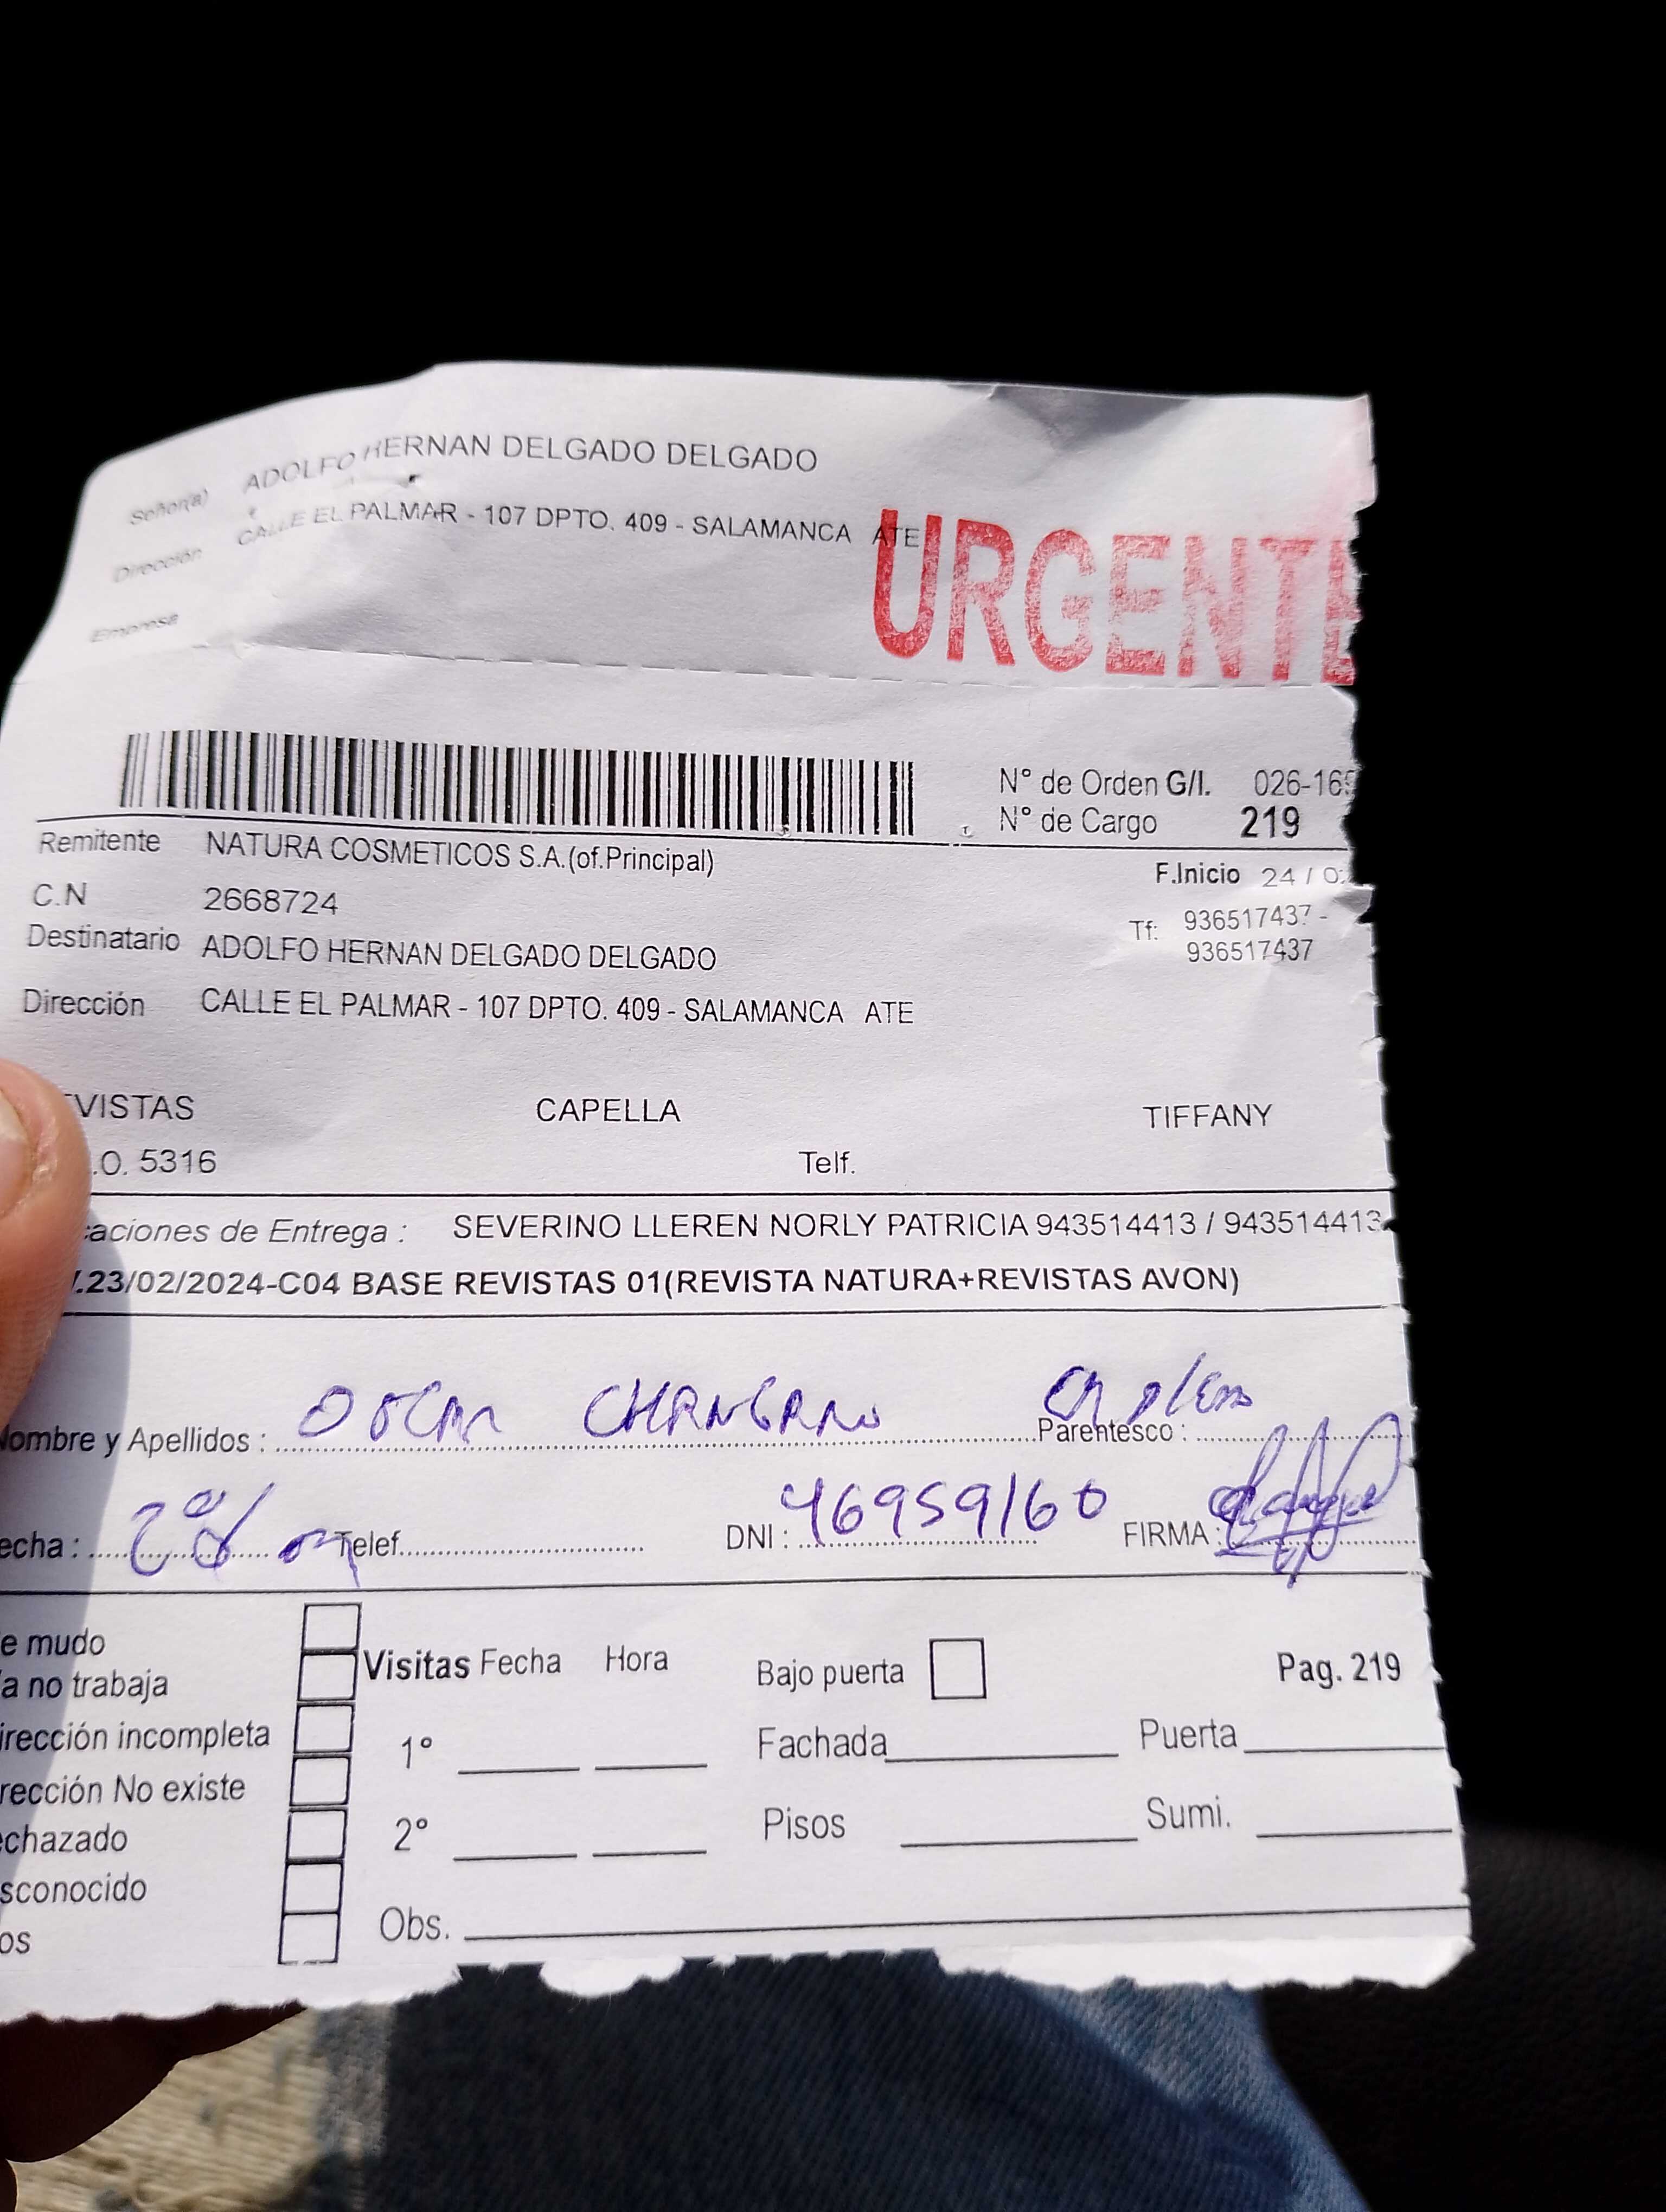 Señor(a) ADOLFO HERNAN DELGADO DELGADO
Dirección CALLE EL PALMAR - 107 DPTO. 409 - SALAMANCA ATE
URGENTE
Empresa
N° de Orden G/I. 026-169
N° de Cargo 219
Remitente NATURA COSMETICOS S.A.(of.Principal)
F.Inicio 24 / 0
C.N 2668724
Tf: 936517437 -
936517437
Destinatario ADOLFO HERNAN DELGADO DELGADO
Dirección CALLE EL PALMAR - 107 DPTO. 409 - SALAMANCA ATE
EVISTAS CAPELLA TIFFANY
.O. 5316 Telf.
caciones de Entrega : SEVERINO LLEREN NORLY PATRICIA 943514413 / 943514413
.23/02/2024-C04 BASE REVISTAS 01(REVISTA NATURA+REVISTAS AVON)
Nombre y Apellidos : Parentesco :
echa : Telef. DNI : 46959160 FIRMA :
e mudo
a no trabaja
Visitas Fecha Hora Bajo puerta Pag. 219
irección incompleta 1° Fachada Puerta
rección No existe
echazado 2° Pisos Sumi.
sconocido
os Obs.